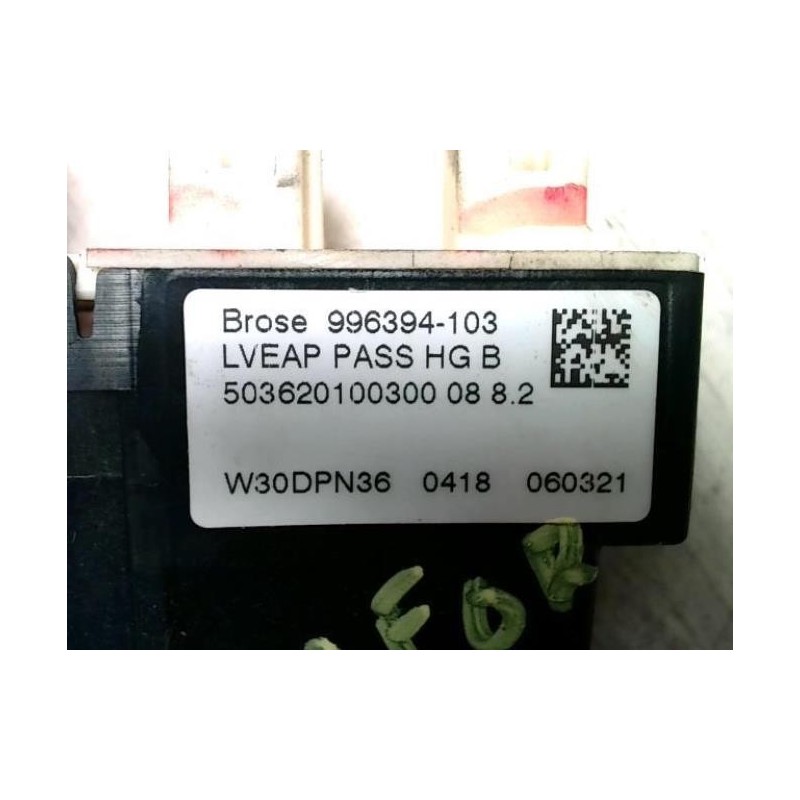 Brose 996394-103
LVEAP PASS HG B
503620100300 08 8.2
W30DPN36 0418 060321